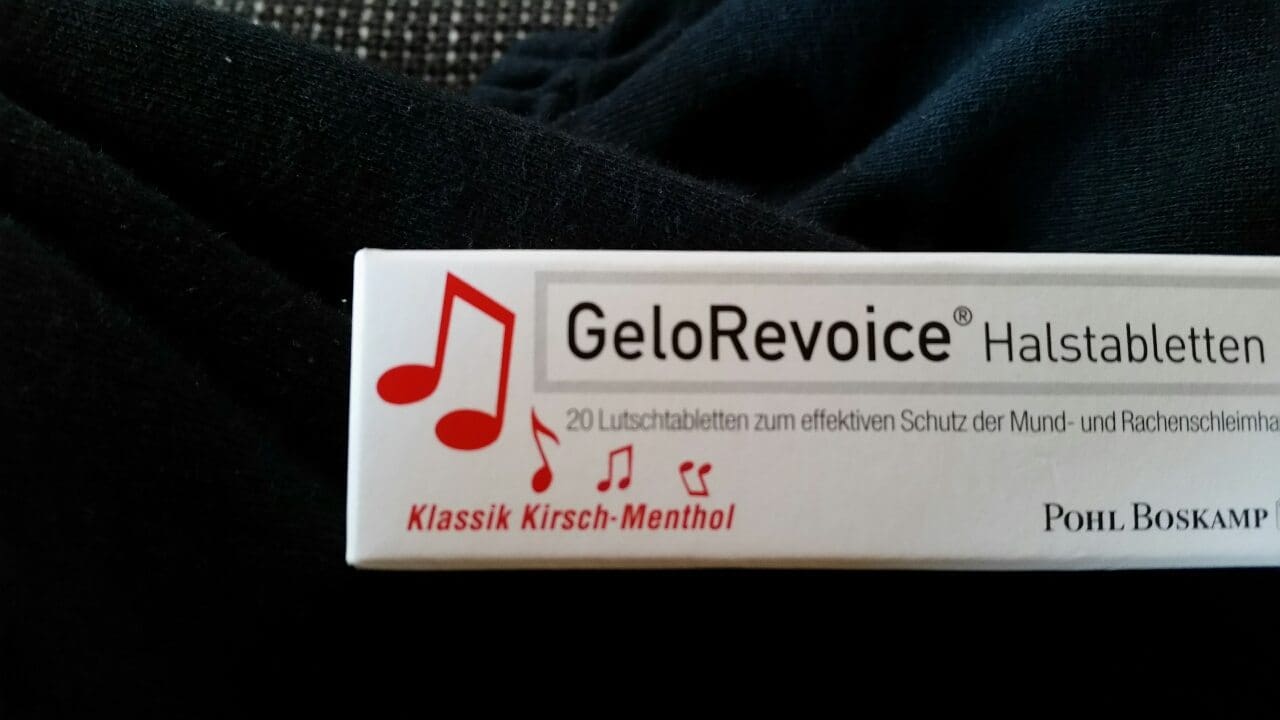 GeloRevoice® Halstabletten
20 Lutschtabletten zum effektiven Schutz der Mund- und Rachenschleimha
Klassik Kirsch-Menthol
POHL BOSKAMP